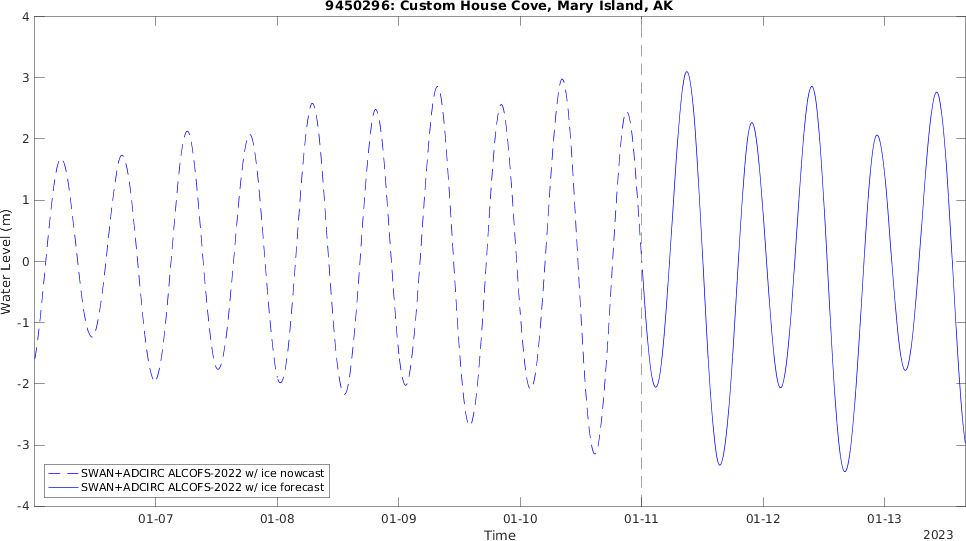 9450296: Custom House Cove, Mary Island, AK
4
3
2
1
0
-1
-2
-3
-4
Water Level (m)
SWAN+ADCIRC ALCOFS-2022 w/ ice nowcast
SWAN+ADCIRC ALCOFS-2022 w/ ice forecast
01-07 01-08 01-09 01-10 01-11 01-12 01-13
Time
2023